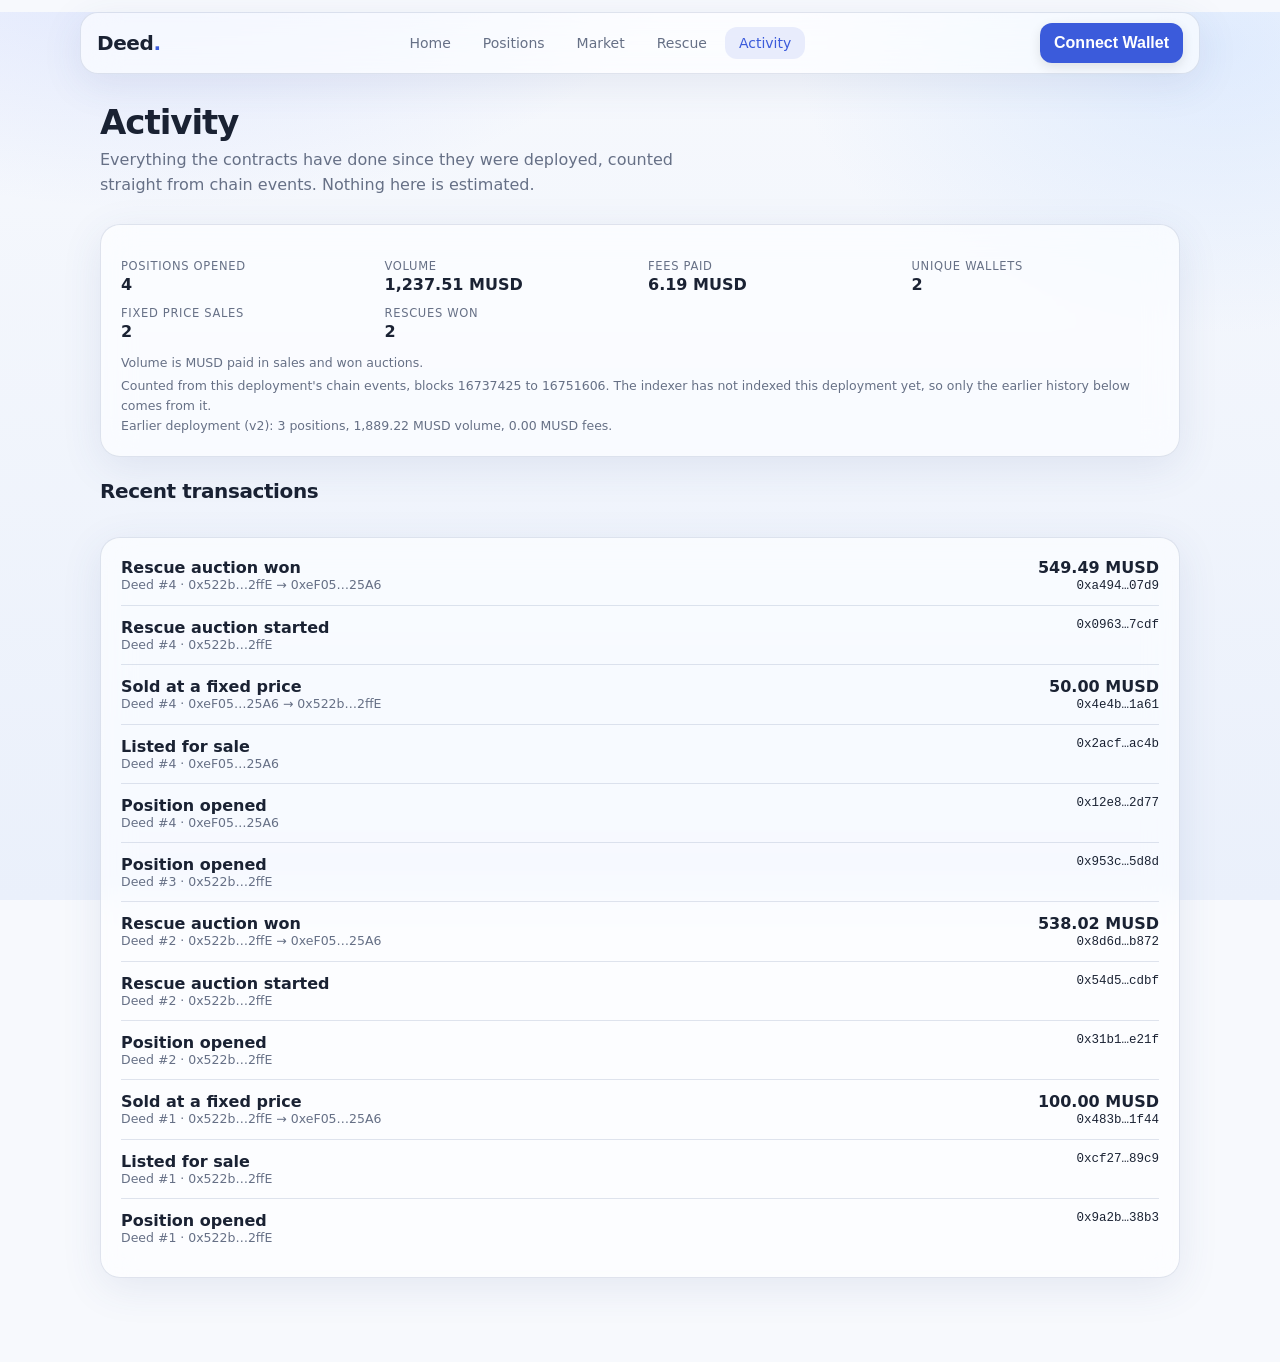 Deed.
Home
Positions
Market
Rescue
Activity
Connect Wallet
Activity
Everything the contracts have done since they were deployed, counted
straight from chain events. Nothing here is estimated.
POSITIONS OPENED
4
VOLUME
1,237.51 MUSD
FEES PAID
6.19 MUSD
UNIQUE WALLETS
2
FIXED PRICE SALES
2
RESCUES WON
2
Volume is MUSD paid in sales and won auctions.
Counted from this deployment's chain events, blocks 16737425 to 16751606. The indexer has not indexed this deployment yet, so only the earlier history below
comes from it.
Earlier deployment (v2): 3 positions, 1,889.22 MUSD volume, 0.00 MUSD fees.
Recent transactions
Rescue auction won
549.49 MUSD
Deed #4 · 0x522b…2ffE → 0xeF05…25A6
0xa494…07d9
Rescue auction started
0x0963…7cdf
Deed #4 · 0x522b…2ffE
Sold at a fixed price
50.00 MUSD
Deed #4 · 0xeF05…25A6 → 0x522b…2ffE
0x4e4b…1a61
Listed for sale
0x2acf…ac4b
Deed #4 · 0xeF05…25A6
Position opened
0x12e8…2d77
Deed #4 · 0xeF05…25A6
Position opened
0x953c…5d8d
Deed #3 · 0x522b…2ffE
Rescue auction won
538.02 MUSD
Deed #2 · 0x522b…2ffE → 0xeF05…25A6
0x8d6d…b872
Rescue auction started
0x54d5…cdbf
Deed #2 · 0x522b…2ffE
Position opened
0x31b1…e21f
Deed #2 · 0x522b…2ffE
Sold at a fixed price
100.00 MUSD
Deed #1 · 0x522b…2ffE → 0xeF05…25A6
0x483b…1f44
Listed for sale
0xcf27…89c9
Deed #1 · 0x522b…2ffE
Position opened
0x9a2b…38b3
Deed #1 · 0x522b…2ffE